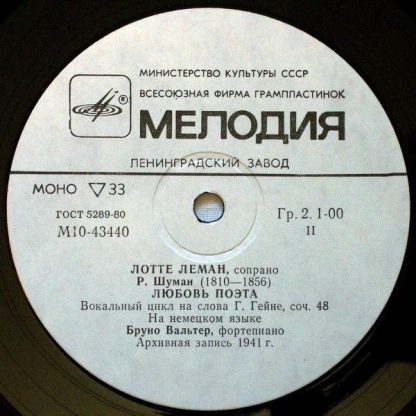 МИНИСТЕРСТВО КУЛЬТУРЫ СССР
ВСЕСОЮЗНАЯ ФИРМА ГРАМПЛАСТИНОК
®
МЕЛОДИЯ
ЛЕНИНГРАДСКИЙ ЗАВОД
МОНО ▽ 33
ГОСТ 5289-80
М10-43440
Гр. 2. 1-00
II
ЛОТТЕ ЛЕМАН, сопрано
Р. Шуман (1810—1856)
ЛЮБОВЬ ПОЭТА
Вокальный цикл на слова Г. Гейне, соч. 48
На немецком языке
Бруно Вальтер, фортепиано
Архивная запись 1941 г.